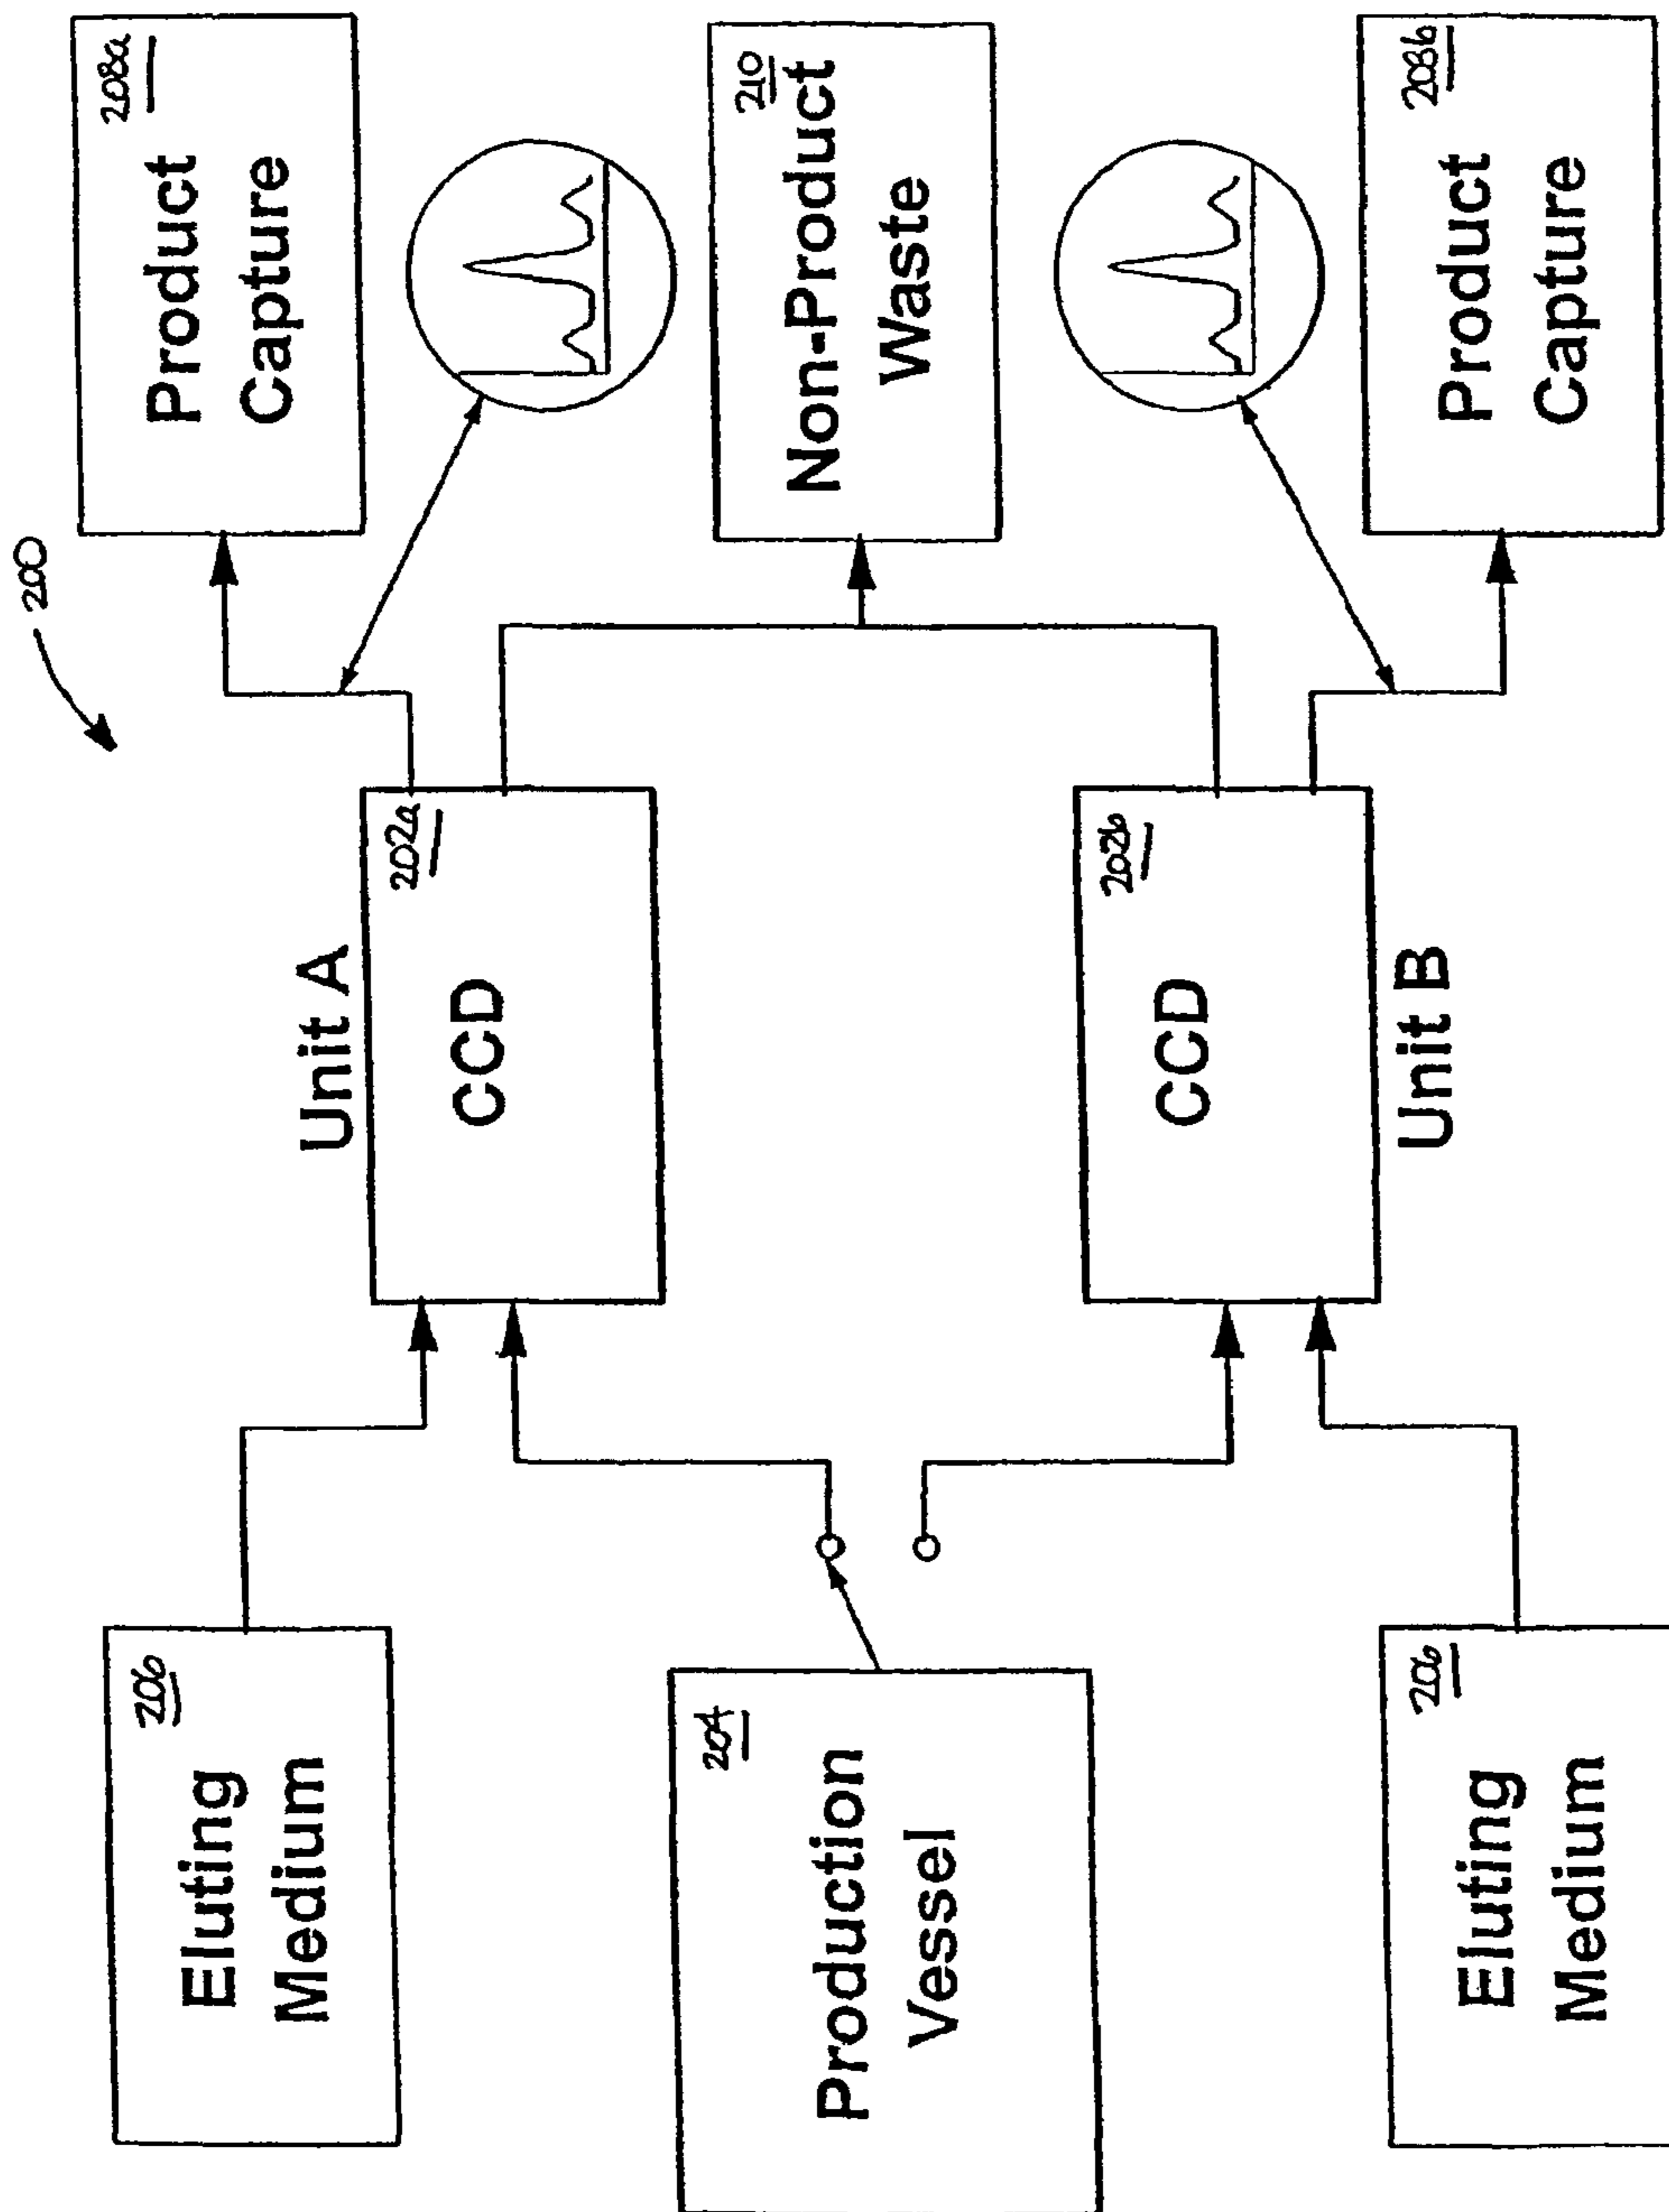 200
206
Eluting
Medium
204
Production
Vessel
206
Eluting
Medium
Unit A
202a
CCD
202b
CCD
Unit B
208a
Product
Capture
210
Non-Product
Waste
208b
Product
Capture